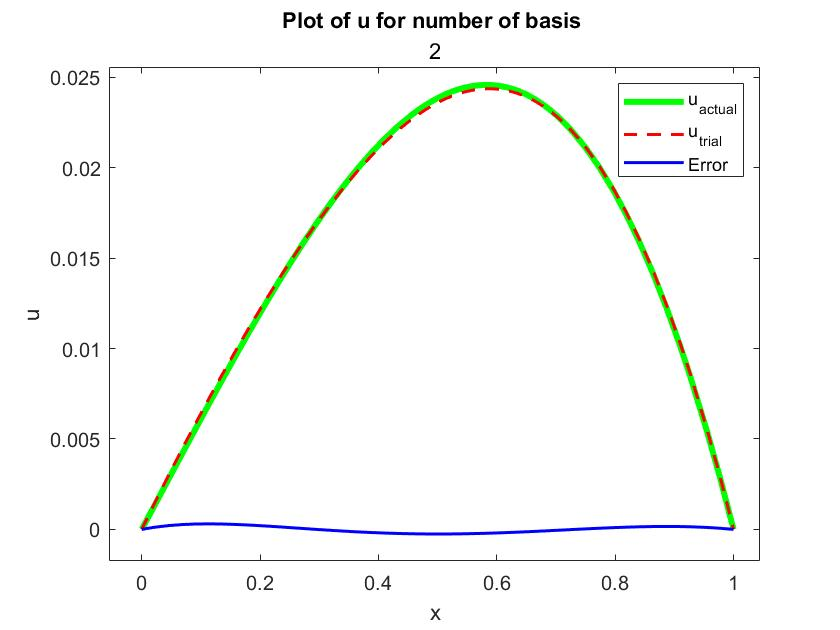 Plot of u for number of basis
2
0.025
0.02
0.015
0.01
0.005
0
u
u_actual
u_trial
Error
0 0.2 0.4 0.6 0.8 1
x